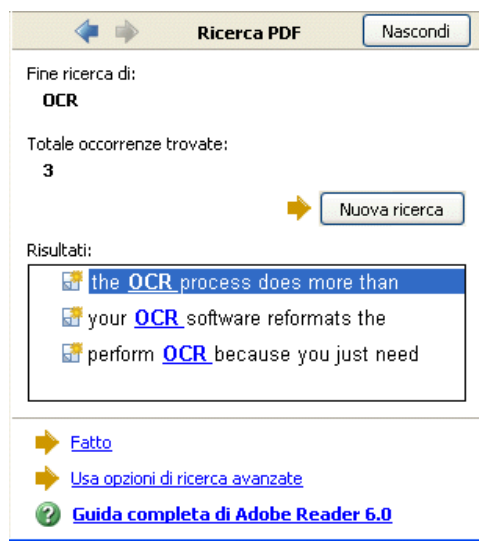 Ricerca PDF Nascondi
Fine ricerca di:
OCR
Totale occorrenze trovate:
3
Nuova ricerca
Risultati:
the OCR process does more than
your OCR software reformats the
perform OCR because you just need
Fatto
Usa opzioni di ricerca avanzate
Guida completa di Adobe Reader 6.0